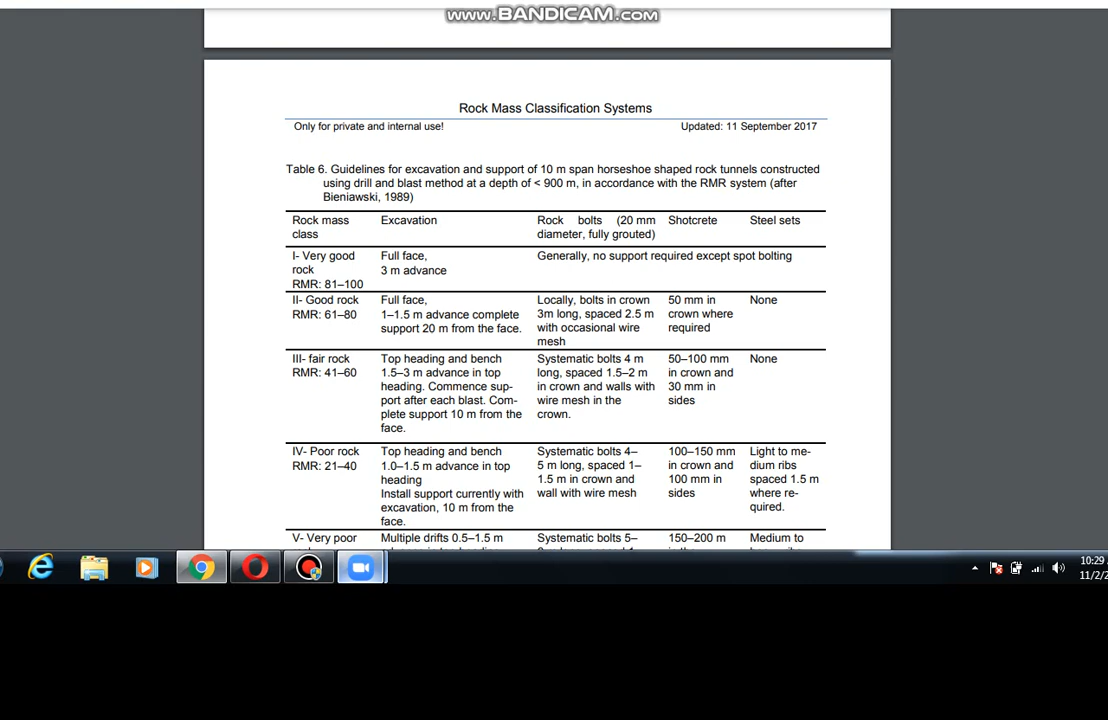 www.BANDICAM.com
Rock Mass Classification Systems
Only for private and internal use! Updated: 11 September 2017
Table 6. Guidelines for excavation and support of 10 m span horseshoe shaped rock tunnels constructed
using drill and blast method at a depth of < 900 m, in accordance with the RMR system (after
Bieniawski, 1989)
Rock mass
class
Excavation
Rock bolts (20 mm
diameter, fully grouted)
Shotcrete
Steel sets
I- Very good
rock
RMR: 81–100
Full face,
3 m advance
Generally, no support required except spot bolting
II- Good rock
RMR: 61–80
Full face,
1–1.5 m advance complete
support 20 m from the face.
Locally, bolts in crown
3m long, spaced 2.5 m
with occasional wire
mesh
50 mm in
crown where
required
None
III- fair rock
RMR: 41–60
Top heading and bench
1.5–3 m advance in top
heading. Commence sup-
port after each blast. Com-
plete support 10 m from the
face.
Systematic bolts 4 m
long, spaced 1.5–2 m
in crown and walls with
wire mesh in the
crown.
50–100 mm
in crown and
30 mm in
sides
None
IV- Poor rock
RMR: 21–40
Top heading and bench
1.0–1.5 m advance in top
heading
Install support currently with
excavation, 10 m from the
face.
Systematic bolts 4–
5 m long, spaced 1–
1.5 m in crown and
wall with wire mesh
100–150 mm
in crown and
100 mm in
sides
Light to me-
dium ribs
spaced 1.5 m
where re-
quired.
V- Very poor
Multiple drifts 0.5–1.5 m
Systematic bolts 5–
150–200 m
Medium to
10:29
11/2/2